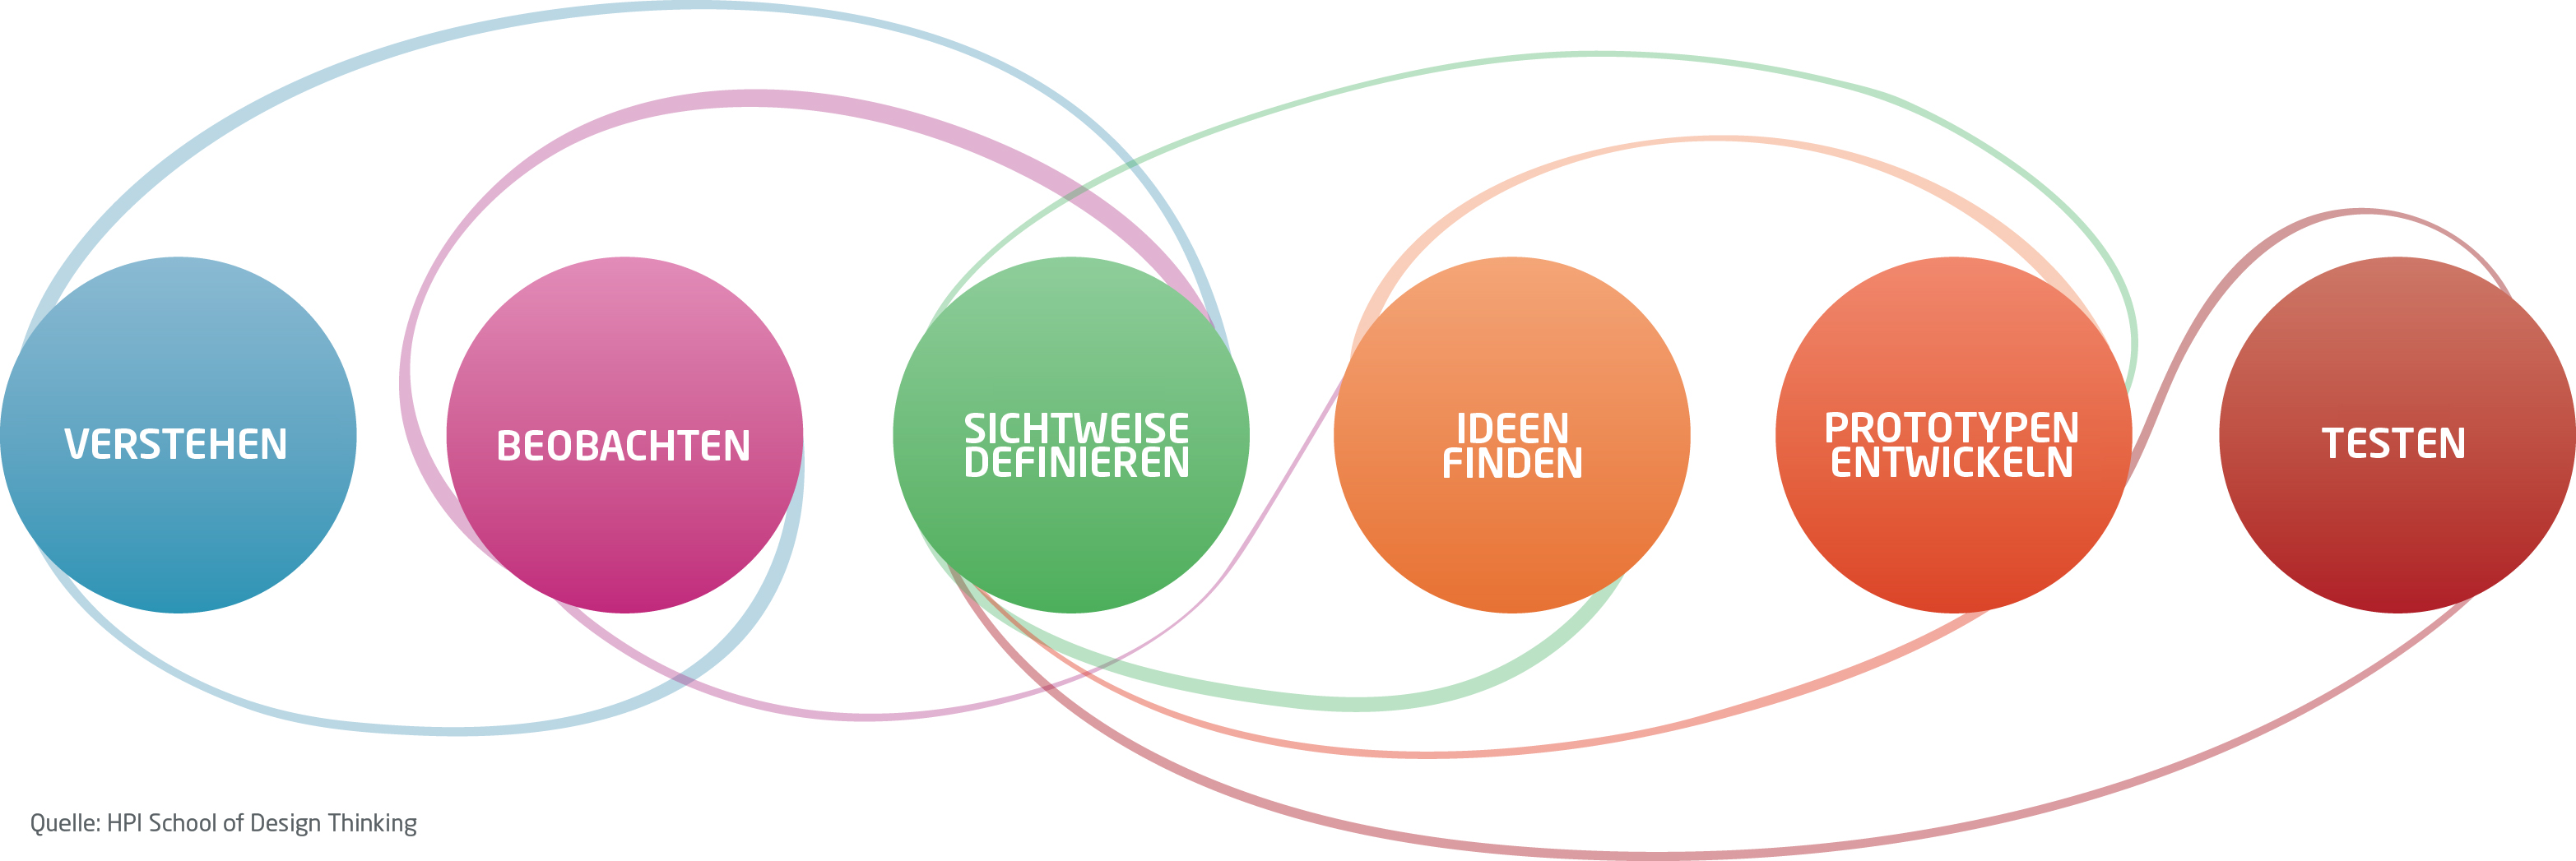 VERSTEHEN
BEOBACHTEN
SICHTWEISE
DEFINIEREN
IDEEN
FINDEN
PROTOTYPEN
ENTWICKELN
TESTEN
Quelle: HPI School of Design Thinking